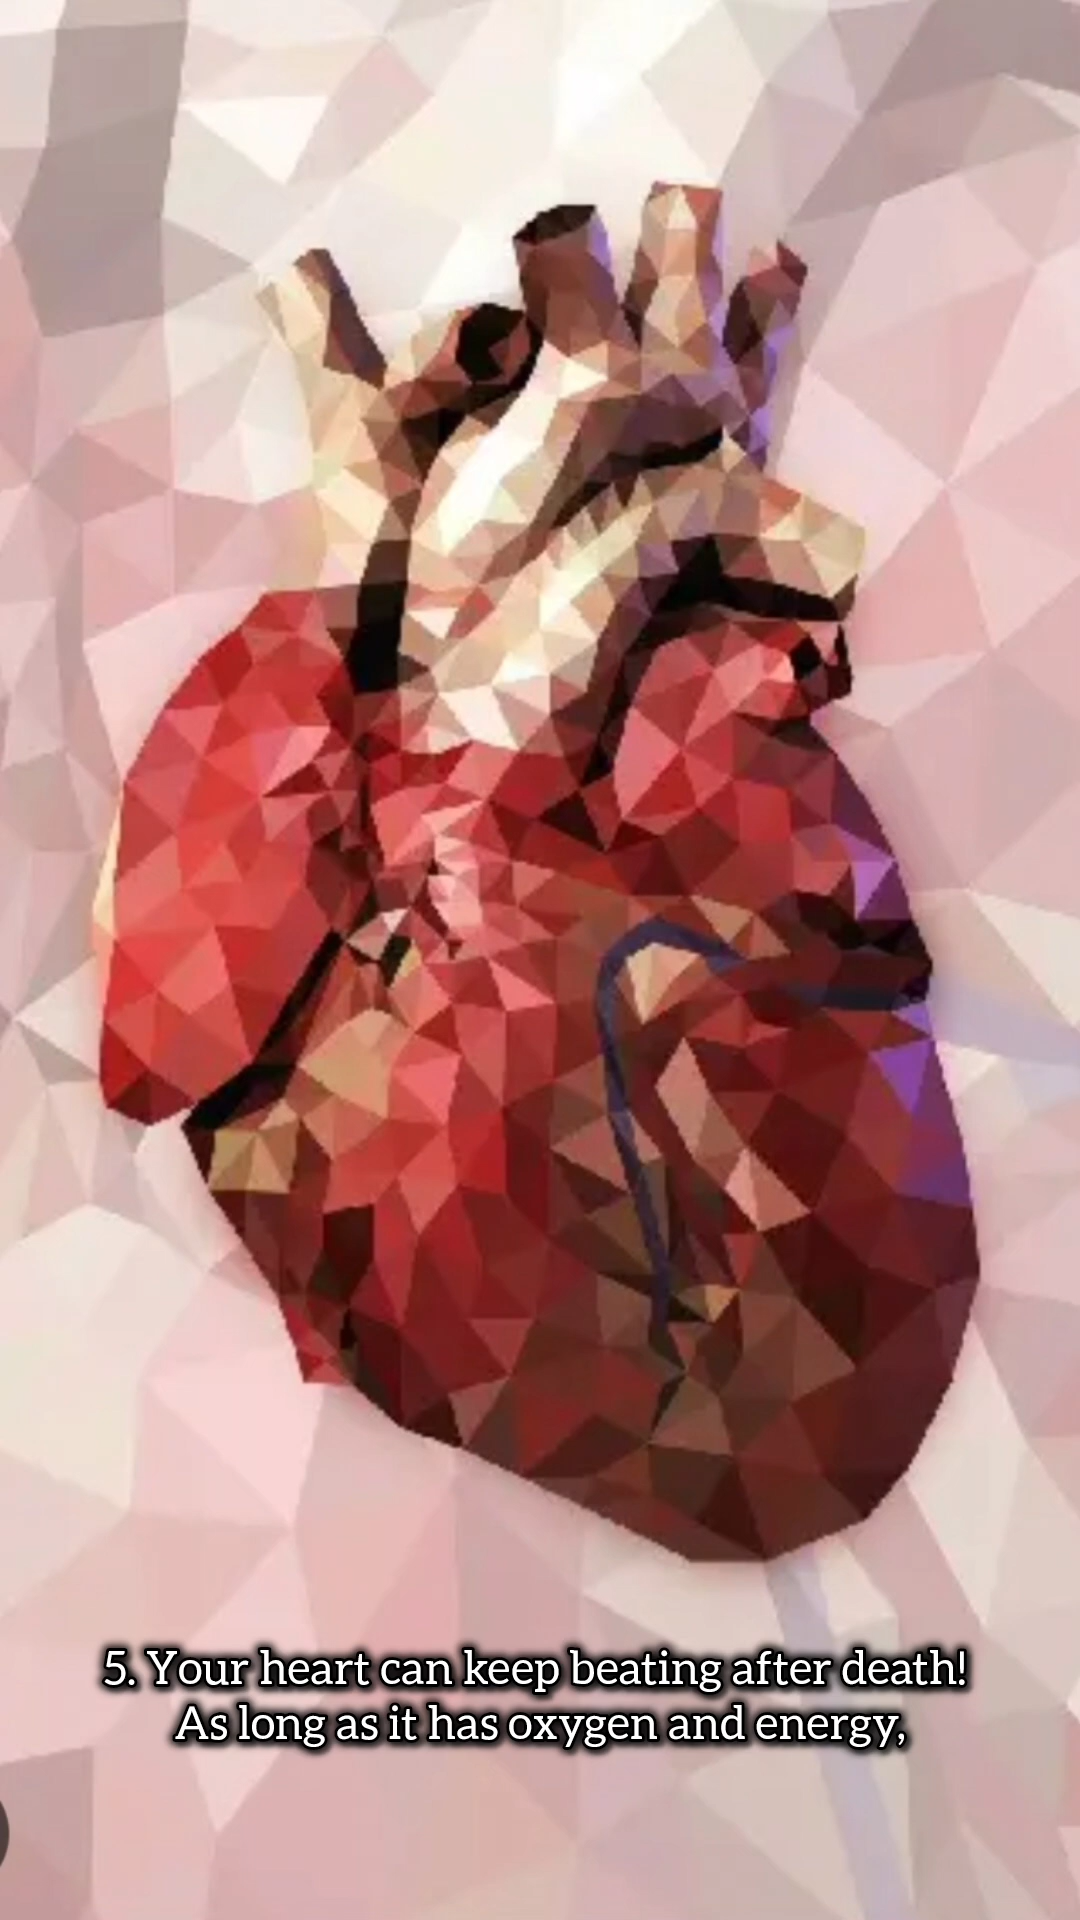 5. Your heart can keep beating after death!
As long as it has oxygen and energy,